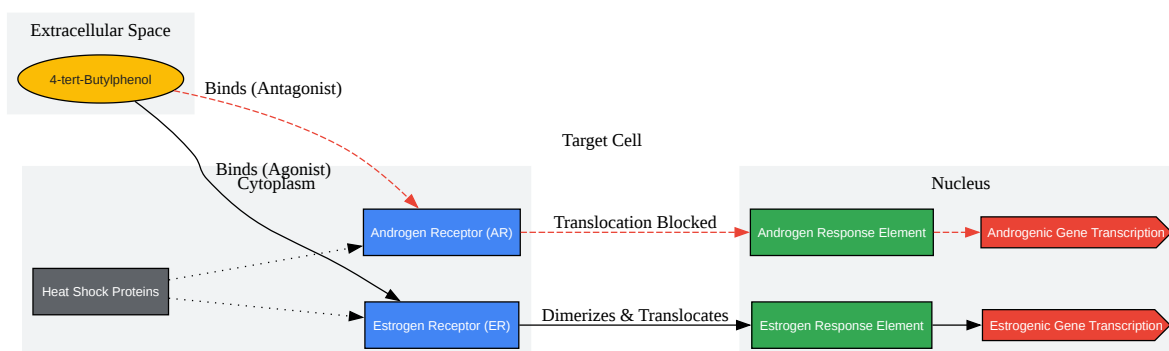 Extracellular Space
4-tert-Butylphenol
Binds (Antagonist)
Target Cell
Binds (Agonist)
Cytoplasm
Nucleus
Androgen Receptor (AR)
Translocation Blocked
Androgen Response Element
Androgenic Gene Transcription
Heat Shock Proteins
Estrogen Receptor (ER)
Dimerizes & Translocates
Estrogen Response Element
Estrogenic Gene Transcription